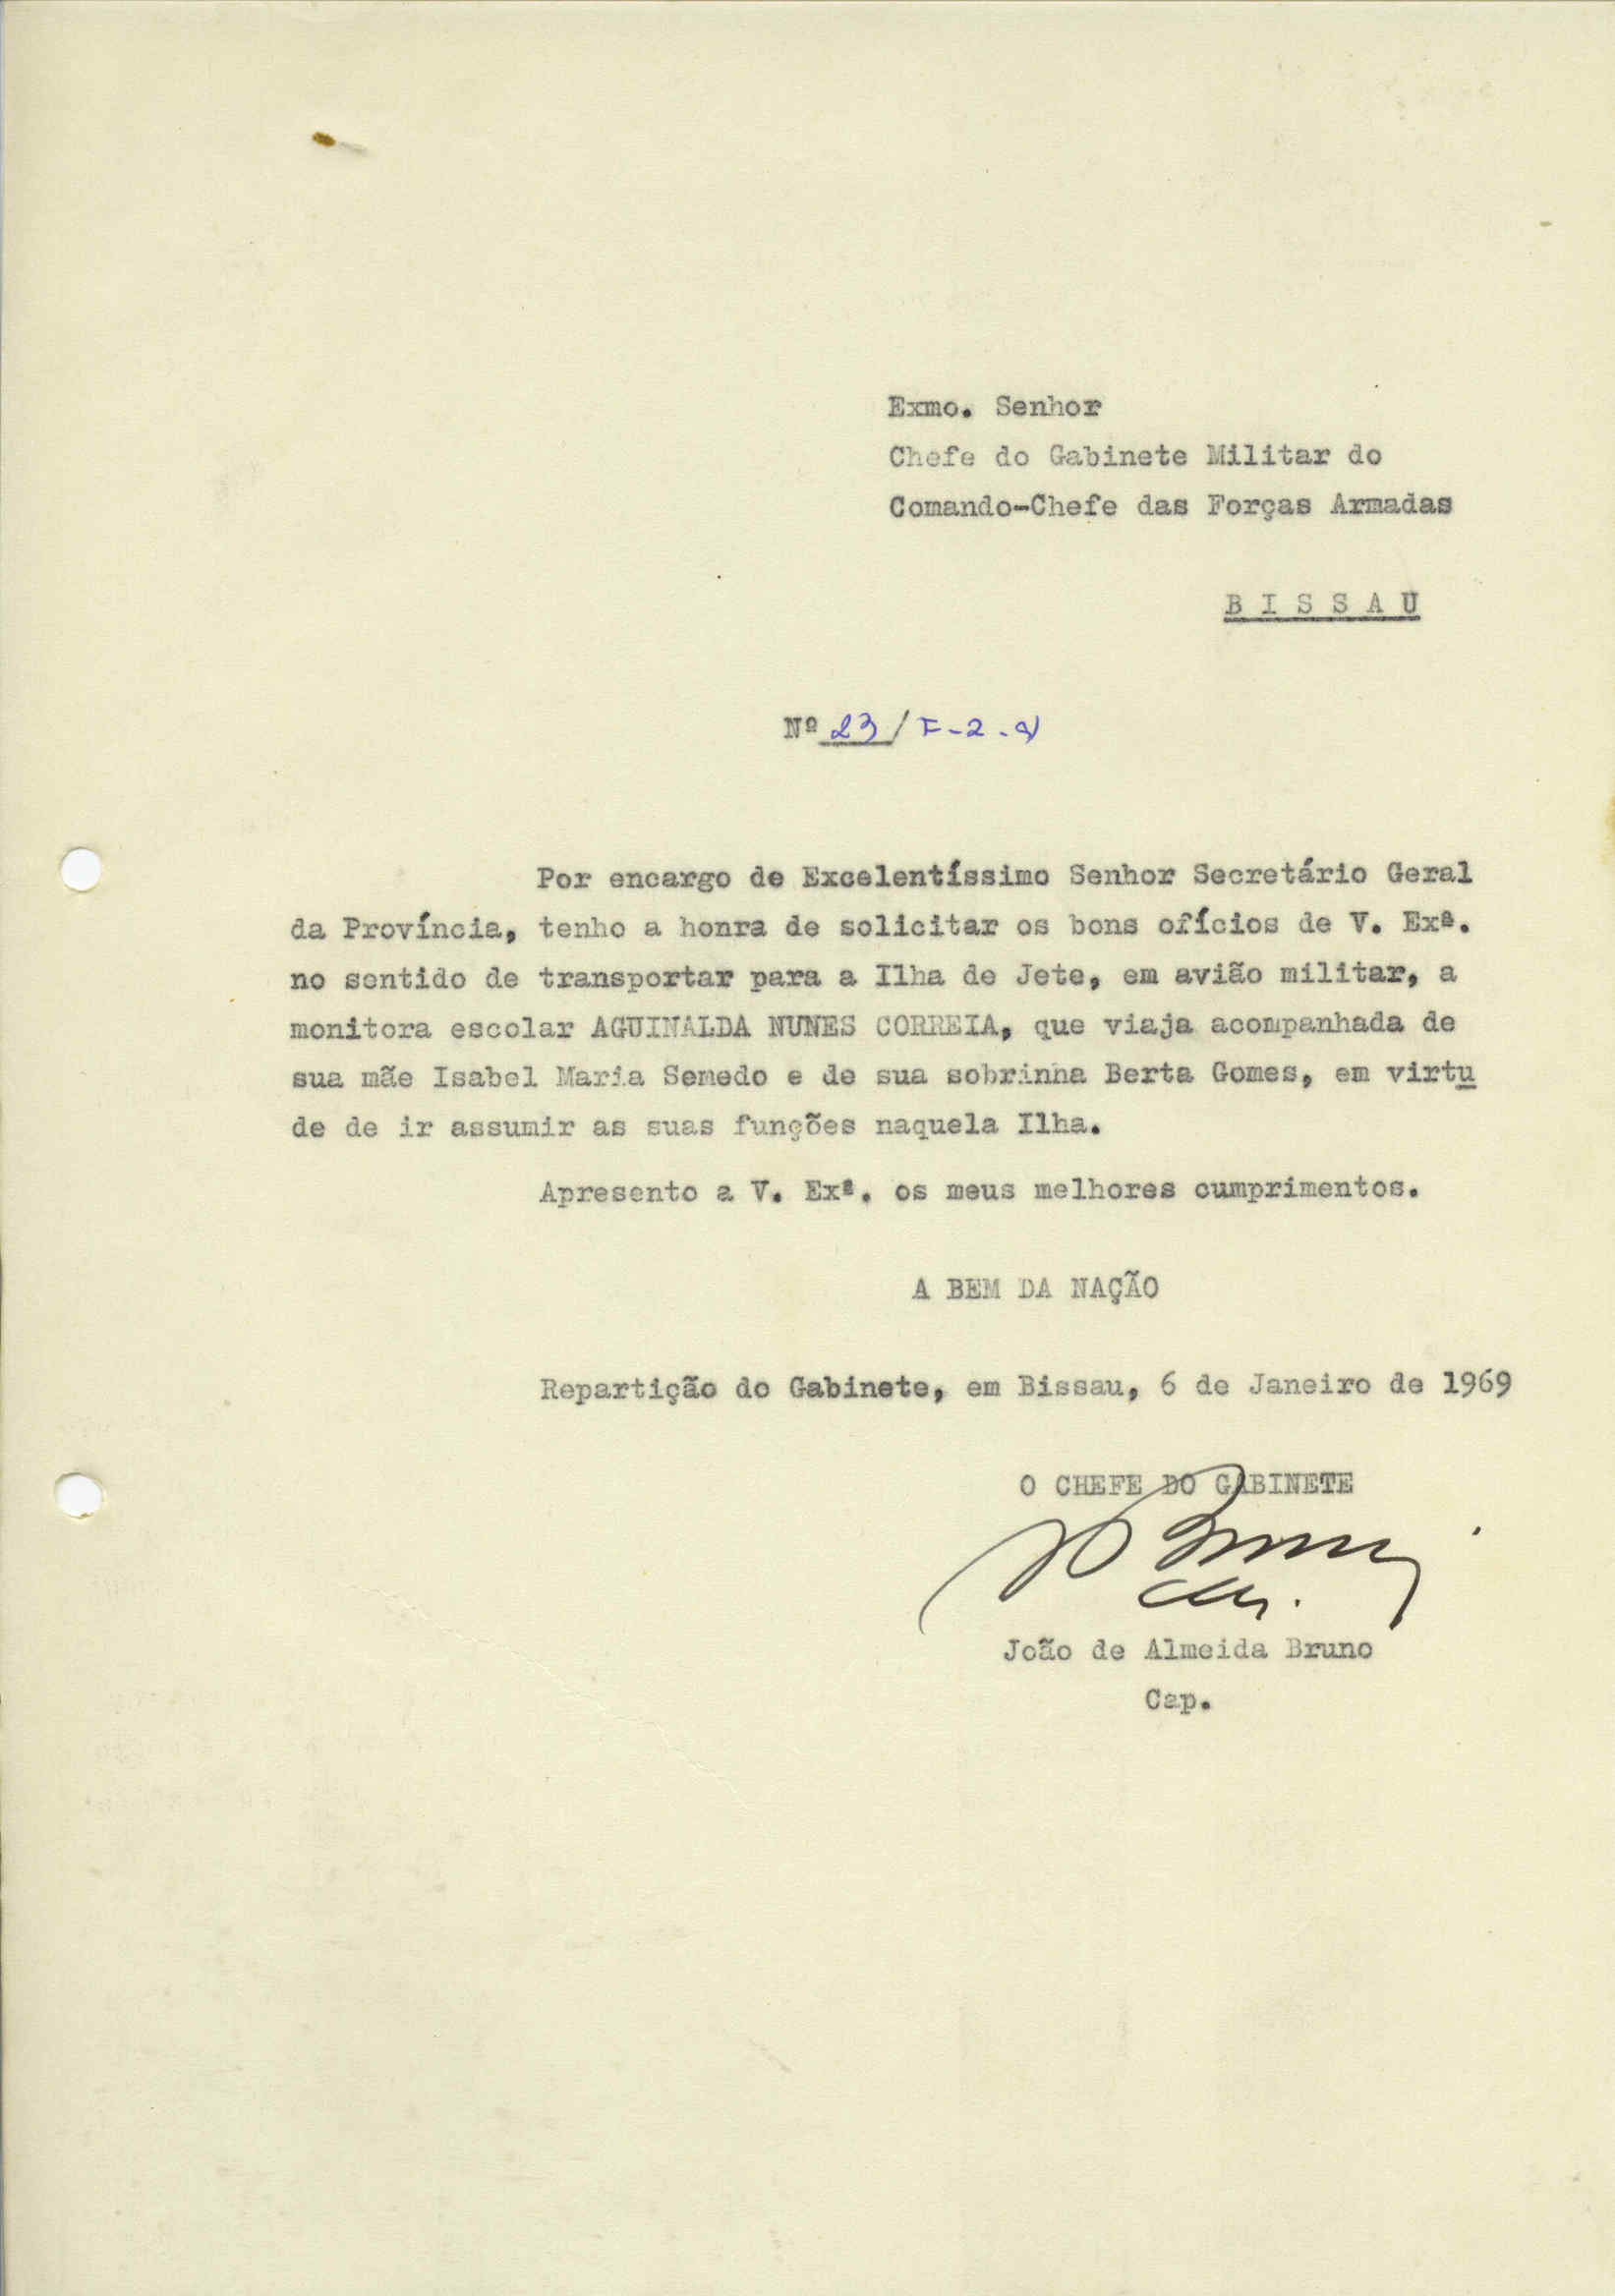 Exmo. Senhor
Chefe do Gabinete Militar do
Comando-Chefe das Forças Armadas
B I S S A U
Nº 23/F-2-a)
Por encargo de Excelentíssimo Senhor Secretário Geral
da Província, tenho a honra de solicitar os bons ofícios de V. Exª.
no sentido de transportar para a Ilha de Jete, em avião militar, a
monitora escolar AGUINALDA NUNES CORREIA, que viaja acompanhada de
sua mãe Isabel Maria Semedo e de sua sobrinha Berta Gomes, em virtu
de de ir assumir as suas funções naquela Ilha.
Apresento a V. Exª. os meus melhores cumprimentos.
A BEM DA NAÇÃO
Repartição do Gabinete, em Bissau, 6 de Janeiro de 1969
O CHEFE DO GABINETE
João de Almeida Bruno
Cap.